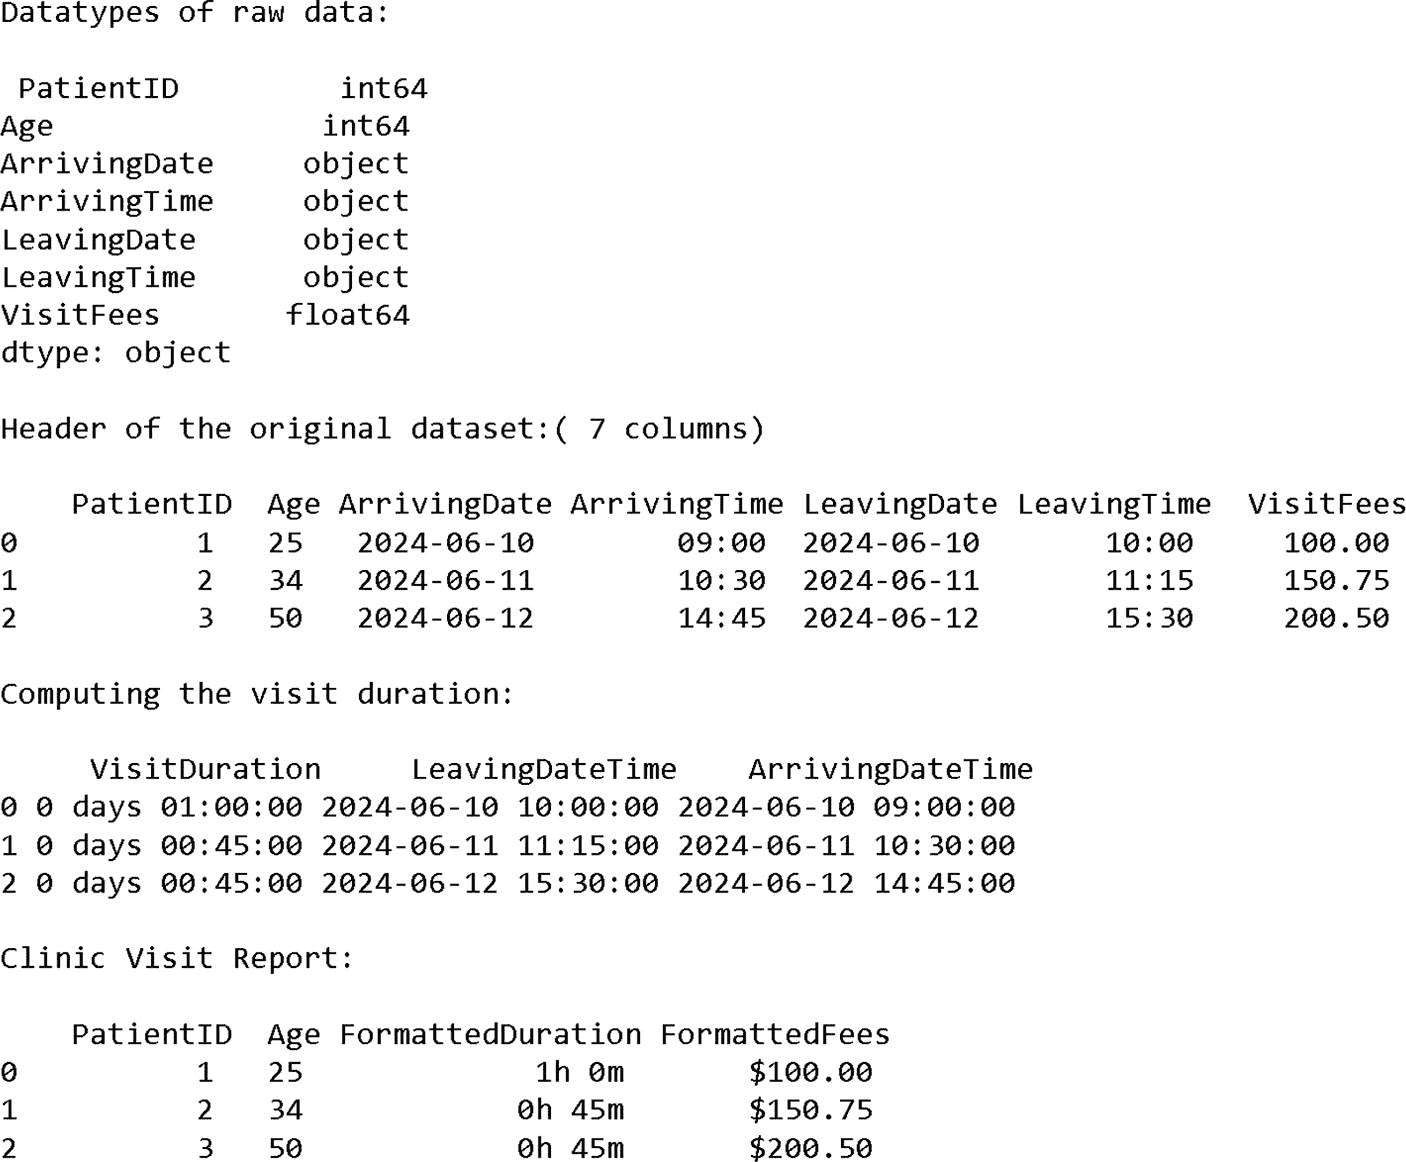 Datatypes of raw data:
PatientID int64
Age int64
ArrivingDate object
ArrivingTime object
LeavingDate object
LeavingTime object
VisitFees float64
dtype: object
Header of the original dataset:( 7 columns)
PatientID Age ArrivingDate ArrivingTime LeavingDate LeavingTime VisitFees
0 1 25 2024-06-10 09:00 2024-06-10 10:00 100.00
1 2 34 2024-06-11 10:30 2024-06-11 11:15 150.75
2 3 50 2024-06-12 14:45 2024-06-12 15:30 200.50
Computing the visit duration:
VisitDuration LeavingDateTime ArrivingDateTime
0 0 days 01:00:00 2024-06-10 10:00:00 2024-06-10 09:00:00
1 0 days 00:45:00 2024-06-11 11:15:00 2024-06-11 10:30:00
2 0 days 00:45:00 2024-06-12 15:30:00 2024-06-12 14:45:00
Clinic Visit Report:
PatientID Age FormattedDuration FormattedFees
0 1 25 1h 0m $100.00
1 2 34 0h 45m $150.75
2 3 50 0h 45m $200.50